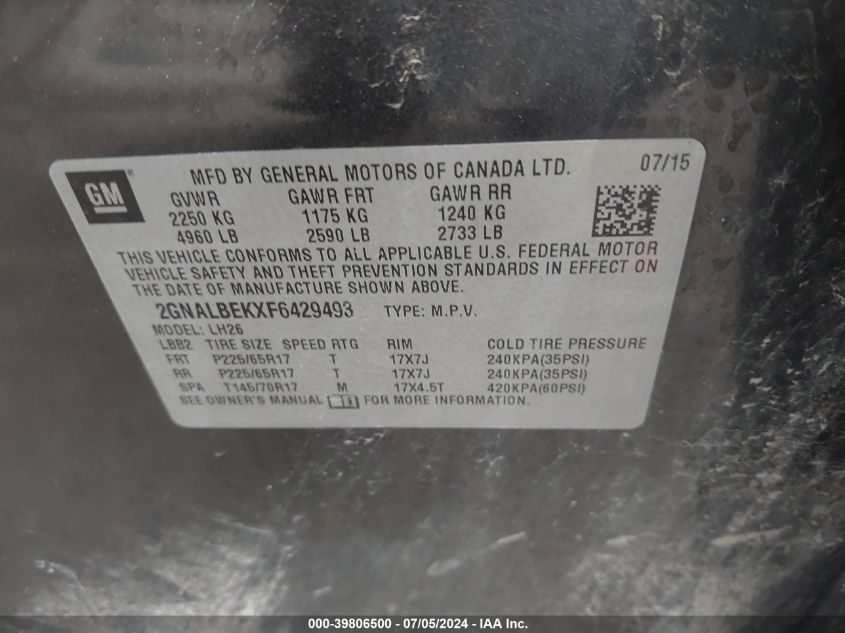 GM
MFD BY GENERAL MOTORS OF CANADA LTD. 07/15
GVWR GAWR FRT GAWR RR
2250 KG 1175 KG 1240 KG
4960 LB 2590 LB 2733 LB
THIS VEHICLE CONFORMS TO ALL APPLICABLE U.S. FEDERAL MOTOR
VEHICLE SAFETY AND THEFT PREVENTION STANDARDS IN EFFECT ON
THE DATE OF MANUFACTURE SHOWN ABOVE.
2GNALBEKXF6429493 TYPE: M.P.V.
MODEL: LH26
LBB2 TIRE SIZE SPEED RTG RIM COLD TIRE PRESSURE
FRT P225/65R17 T 17X7J 240KPA(35PSI)
RR P225/65R17 T 17X7J 240KPA(35PSI)
SPA T145/70R17 M 17X4.5T 420KPA(60PSI)
SEE OWNER'S MANUAL FOR MORE INFORMATION.
000-39806500 - 07/05/2024 - IAA Inc.